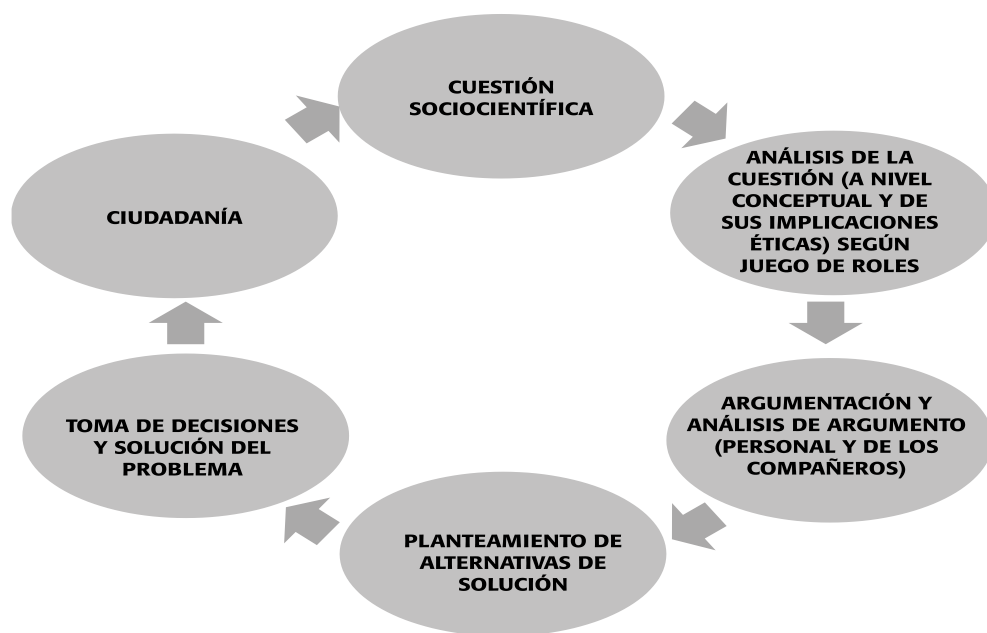 CUESTIÓN
SOCIOCIENTÍFICA
ANÁLISIS DE LA
CUESTIÓN (A NIVEL
CONCEPTUAL Y DE
SUS IMPLICACIONES
ÉTICAS) SEGÚN
JUEGO DE ROLES
ARGUMENTACIÓN Y
ANÁLISIS DE ARGUMENTO
(PERSONAL Y DE LOS
COMPAÑEROS)
PLANTEAMIENTO DE
ALTERNATIVAS DE
SOLUCIÓN
TOMA DE DECISIONES
Y SOLUCIÓN DEL
PROBLEMA
CIUDADANÍA